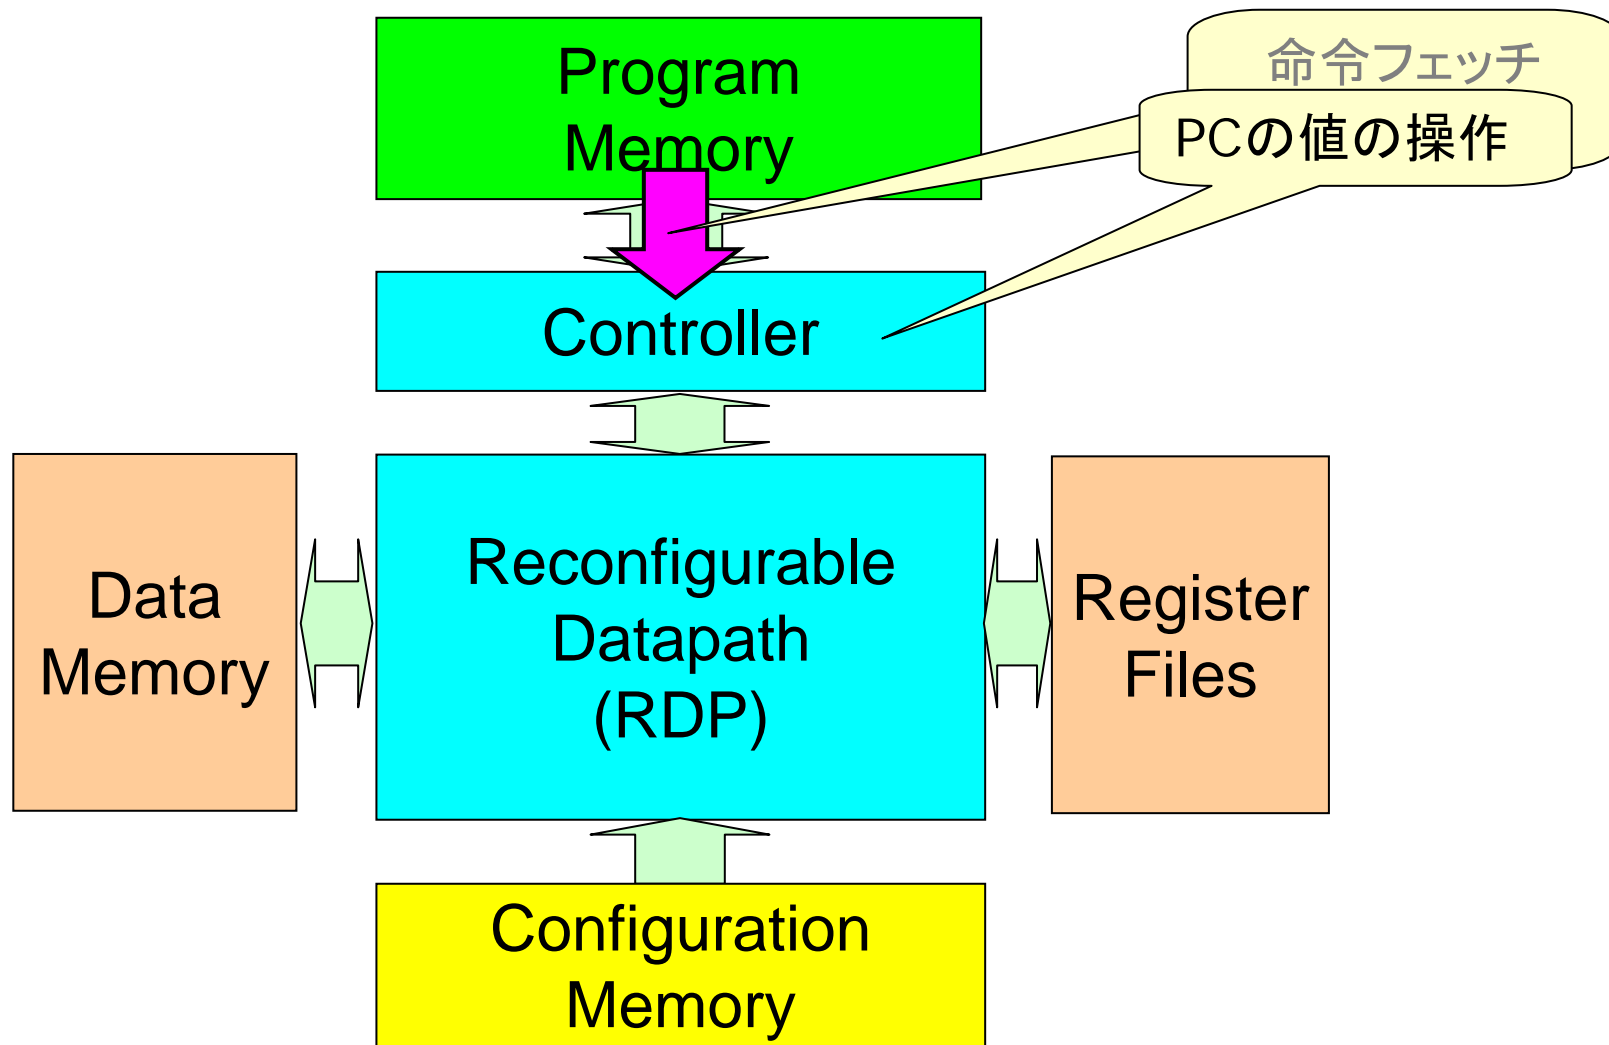 Program
Memory
命令フェッチ
PCの値の操作
Controller
Data
Memory
Reconfigurable
Datapath
(RDP)
Register
Files
Configuration
Memory